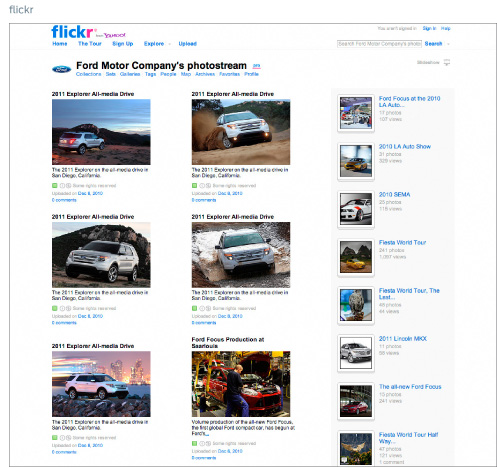 flickr
flickr from YAHOO!
You aren't signed in Sign In Help
Home The Tour Sign Up Explore Upload
Search Ford Motor Company's photos
Search
Ford Motor Company's photostream
Slideshow
Collections Sets Galleries Tags People Map Archives Favorites Profile
2011 Explorer All-media Drive
The 2011 Explorer on the all-media drive in
San Diego, California.
Some rights reserved
Uploaded on Dec 8, 2010
0 comments
2011 Explorer All-media Drive
The 2011 Explorer on the all-media drive in
San Diego, California.
Some rights reserved
Uploaded on Dec 8, 2010
0 comments
2011 Explorer All-media Drive
The 2011 Explorer on the all-media drive in
San Diego, California.
Some rights reserved
Uploaded on Dec 8, 2010
0 comments
2011 Explorer All-media Drive
The 2011 Explorer on the all-media drive in
San Diego, California.
Some rights reserved
Uploaded on Dec 8, 2010
0 comments
2011 Explorer All-media Drive
The 2011 Explorer on the all-media drive in
San Diego, California.
Some rights reserved
Uploaded on Dec 8, 2010
0 comments
Ford Focus Production at
Saarlouis
Volume production of the all-new Ford Focus,
the first global Ford compact car, has begun at
Ford's...
Some rights reserved
Uploaded on Dec 8, 2010
0 comments
Ford Focus at the 2010
LA Auto...
17 photos
107 views
2010 LA Auto Show
31 photos
329 views
2010 SEMA
23 photos
Fiesta World Tour
241 photos
1,057 views
Fiesta World Tour, The
Last...
photos
views
2011 Lincoln MKX
11 photos
views
The all-new Ford Focus
15 photos
241 views
Fiesta World Tour Half
Way...
47 photos
121 views
1 comment